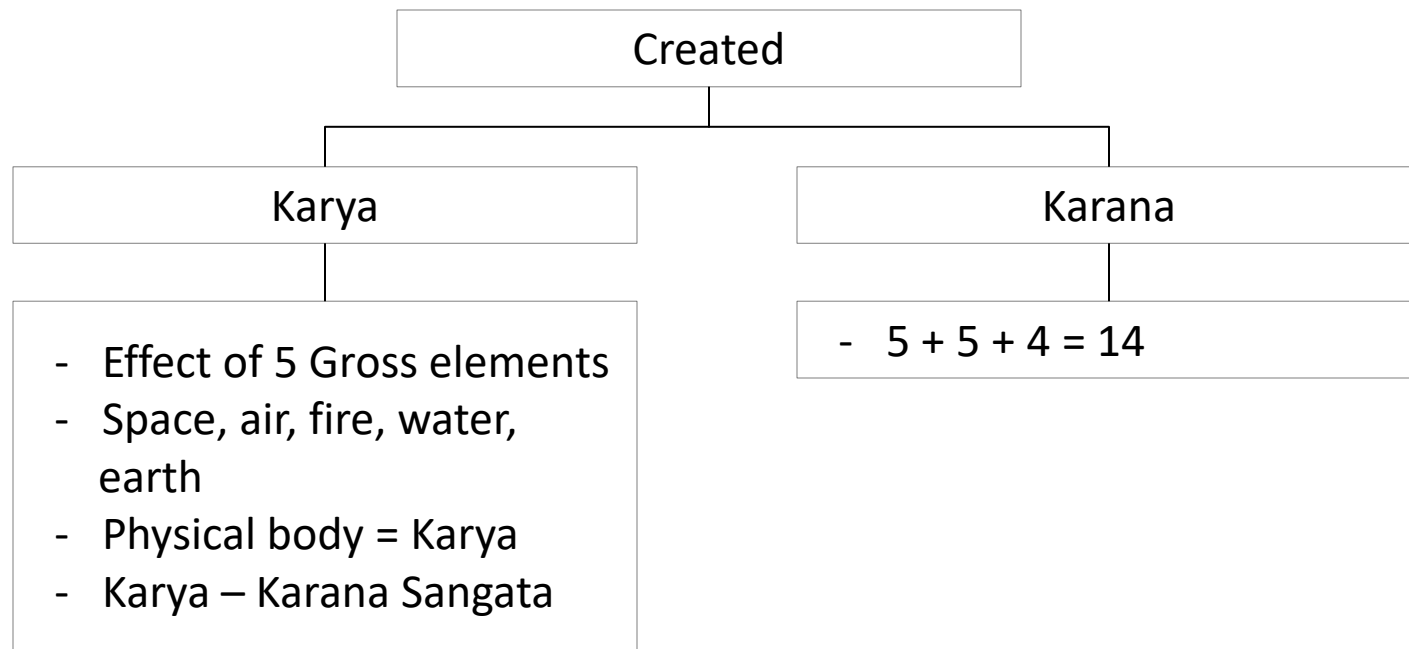 Created
Karya
Karana
- Effect of 5 Gross elements
- Space, air, fire, water,
earth
- Physical body = Karya
- Karya – Karana Sangata
- 5 + 5 + 4 = 14